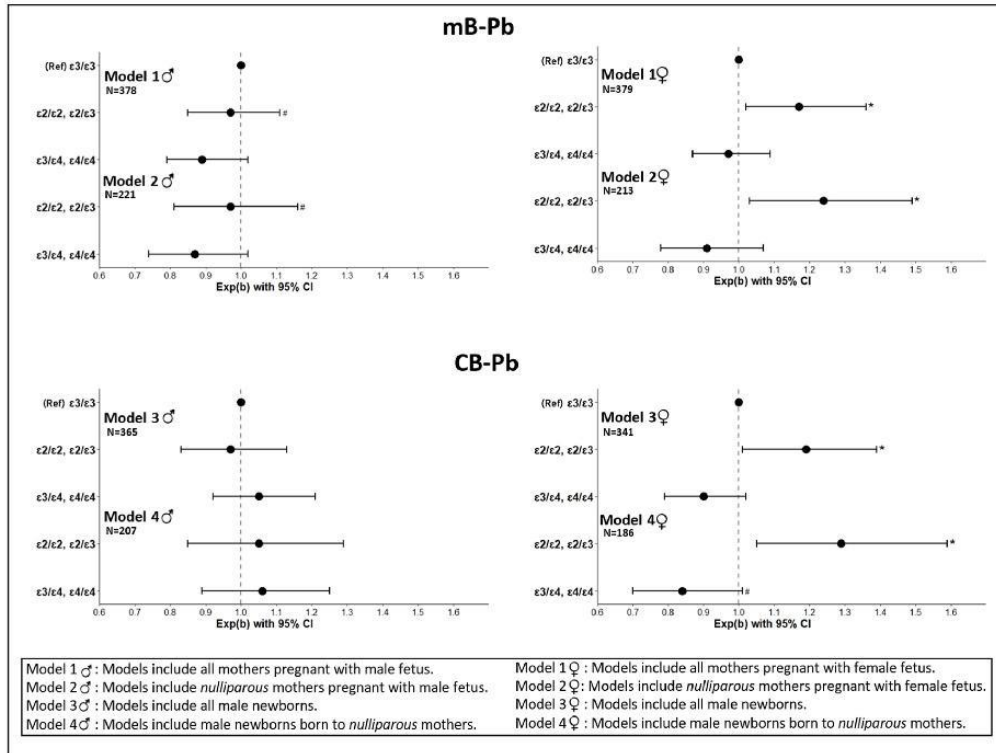 mB-Pb
(Ref) ε3/ε3
Model 1♂
N=378
ε2/ε2, ε2/ε3
#
ε3/ε4, ε4/ε4
Model 2♂
N=221
ε2/ε2, ε2/ε3
#
ε3/ε4, ε4/ε4
0.6 0.7 0.8 0.9 1.0 1.1 1.2 1.3 1.4 1.5 1.6
Exp(b) with 95% CI
(Ref) ε3/ε3
Model 1♀
N=379
ε2/ε2, ε2/ε3
*
ε3/ε4, ε4/ε4
Model 2♀
N=213
ε2/ε2, ε2/ε3
*
ε3/ε4, ε4/ε4
0.6 0.7 0.8 0.9 1.0 1.1 1.2 1.3 1.4 1.5 1.6
Exp(b) with 95% CI
CB-Pb
(Ref) ε3/ε3
Model 3♂
N=365
ε2/ε2, ε2/ε3
ε3/ε4, ε4/ε4
Model 4♂
N=207
ε2/ε2, ε2/ε3
ε3/ε4, ε4/ε4
0.6 0.7 0.8 0.9 1.0 1.1 1.2 1.3 1.4 1.5 1.6
Exp(b) with 95% CI
(Ref) ε3/ε3
Model 3♀
N=341
ε2/ε2, ε2/ε3
*
ε3/ε4, ε4/ε4
Model 4♀
N=186
ε2/ε2, ε2/ε3
*
ε3/ε4, ε4/ε4
#
0.6 0.7 0.8 0.9 1.0 1.1 1.2 1.3 1.4 1.5 1.6
Exp(b) with 95% CI
Model 1♂ : Models include all mothers pregnant with male fetus.
Model 2♂ : Models include nulliparous mothers pregnant with male fetus.
Model 3♂ : Models include all male newborns.
Model 4♂ : Models include male newborns born to nulliparous mothers.
Model 1♀ : Models include all mothers pregnant with female fetus.
Model 2♀: Models include nulliparous mothers pregnant with female fetus.
Model 3♀ : Models include all male newborns.
Model 4♀ : Models include male newborns born to nulliparous mothers.